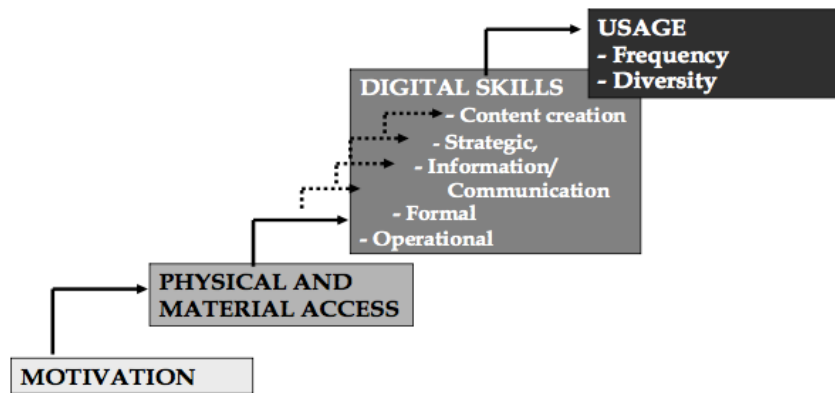 USAGE
- Frequency
- Diversity
DIGITAL SKILLS
- Content creation
- Strategic,
- Information/
Communication
- Formal
- Operational
PHYSICAL AND
MATERIAL ACCESS
MOTIVATION